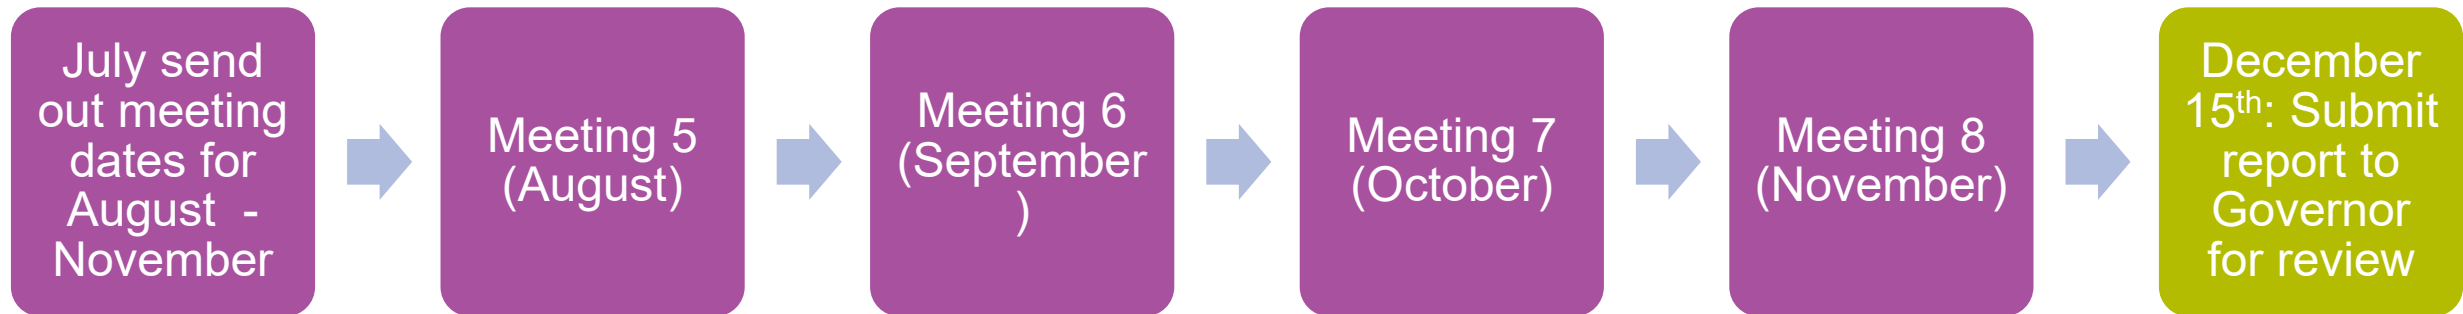 July send
out meeting
dates for
August  -
November
Meeting 5
(August)
Meeting 6
(September
)
Meeting 7
(October)
Meeting 8
(November)
December
15th: Submit
report to
Governor
for review